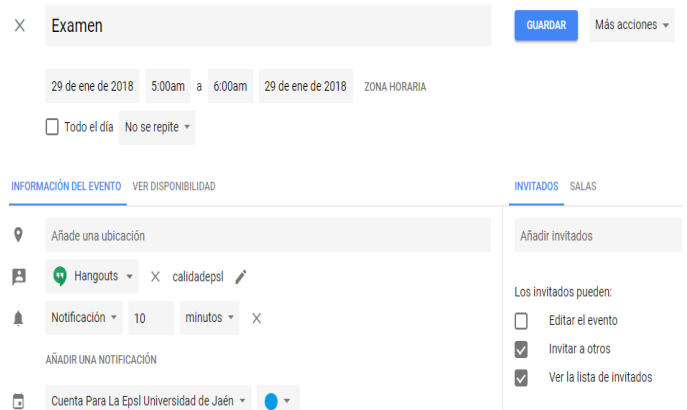 Examen
GUARDAR
Más acciones
29 de ene de 2018 5:00am a 6:00am 29 de ene de 2018 ZONA HORARIA
Todo el día No se repite
INFORMACIÓN DEL EVENTO VER DISPONIBILIDAD
INVITADOS SALAS
Añade una ubicación
Añadir invitados
Hangouts calidadepsl
Los invitados pueden:
Notificación 10 minutos
Editar el evento
Invitar a otros
AÑADIR UNA NOTIFICACIÓN
Ver la lista de invitados
Cuenta Para La Epsl Universidad de Jaén